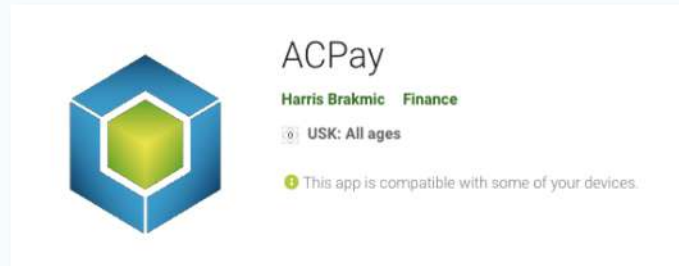 ACPay
Harris Brakmic Finance
0 USK: All ages
This app is compatible with some of your devices.